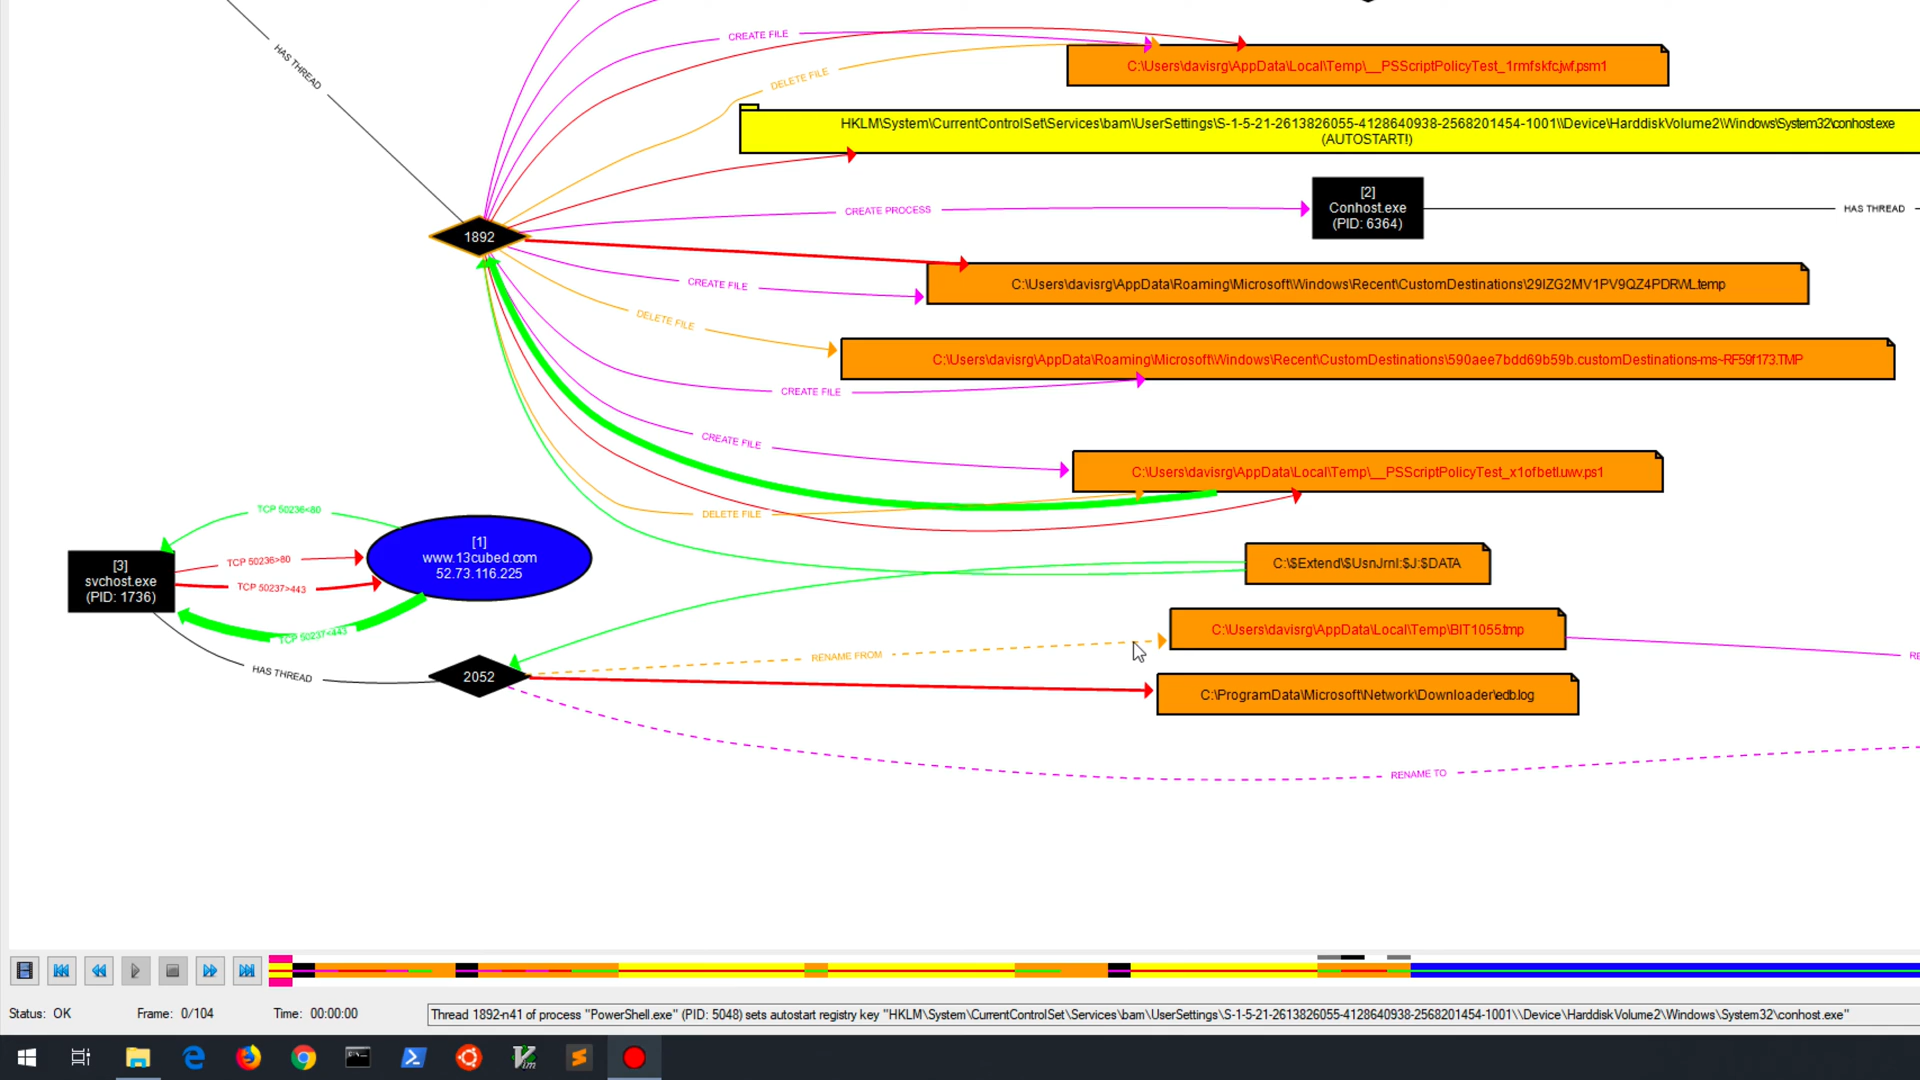 HAS THREAD
CREATE FILE
DELETE FILE
C:\Users\davisrg\AppData\Local\Temp\__PSScriptPolicyTest_1rmfskfc.jwf.psm1
HKLM\System\CurrentControlSet\Services\bam\UserSettings\S-1-5-21-2613826055-4128640938-2568201454-1001\\Device\HarddiskVolume2\Windows\System32\conhost.exe
(AUTOSTART!)
CREATE PROCESS
[2]
Conhost.exe
(PID: 6364)
HAS THREAD
1892
CREATE FILE
C:\Users\davisrg\AppData\Roaming\Microsoft\Windows\Recent\CustomDestinations\29IZG2MV1PV9QZ4PDRWL.temp
DELETE FILE
C:\Users\davisrg\AppData\Roaming\Microsoft\Windows\Recent\CustomDestinations\590aee7bdd69b59b.customDestinations-ms~RF59f173.TMP
CREATE FILE
CREATE FILE
C:\Users\davisrg\AppData\Local\Temp\__PSScriptPolicyTest_x1ofbetl.uwv.ps1
DELETE FILE
TCP 50236<80
[1]
www.13cubed.com
52.73.116.225
TCP 50236>80
[3]
svchost.exe
(PID: 1736)
TCP 50237>443
TCP 50237<443
C:\$Extend\$UsnJrnl:$J:$DATA
C:\Users\davisrg\AppData\Local\Temp\BIT1055.tmp
RENAME FROM
RE
HAS THREAD
2052
C:\ProgramData\Microsoft\Network\Downloader\edb.log
RENAME TO
Status: OK
Frame: 0/104
Time: 00:00:00
Thread 1892-n41 of process "PowerShell.exe" (PID: 5048) sets autostart registry key "HKLM\System\CurrentControlSet\Services\bam\UserSettings\S-1-5-21-2613826055-4128640938-2568201454-1001\\Device\HarddiskVolume2\Windows\System32\conhost.exe"